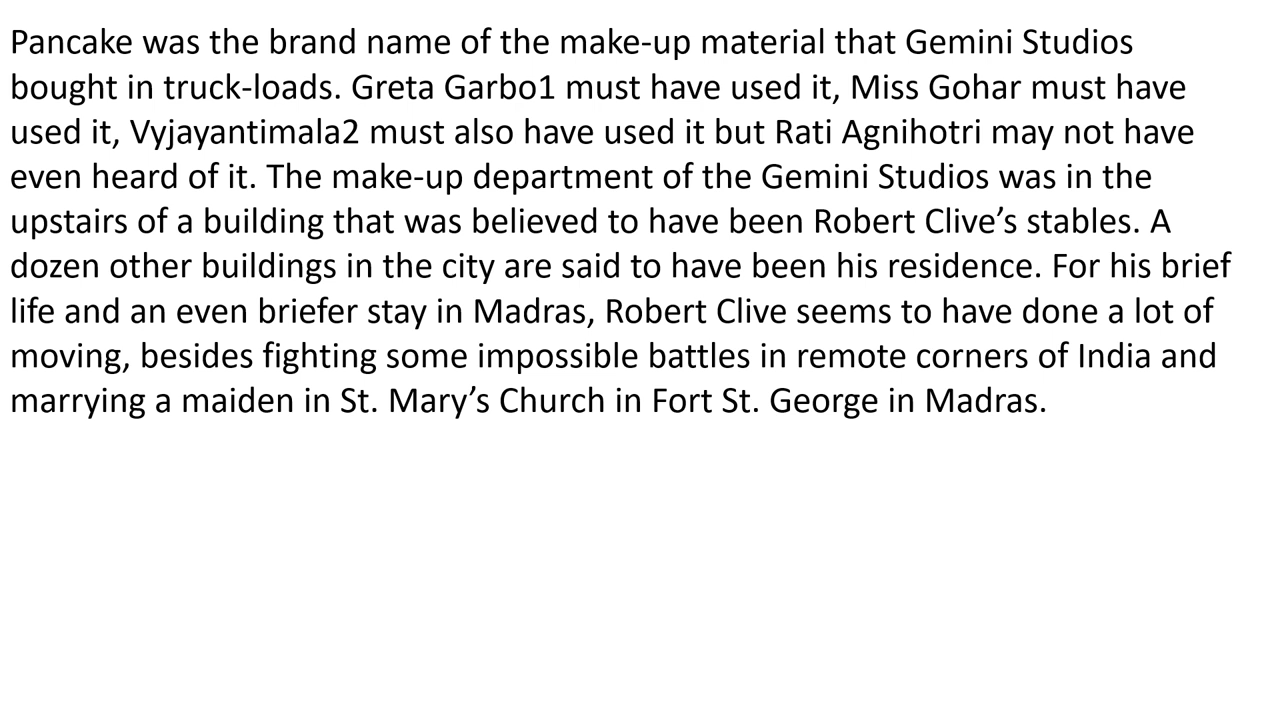 Pancake was the brand name of the make-up material that Gemini Studios
bought in truck-loads. Greta Garbo1 must have used it, Miss Gohar must have
used it, Vyjayantimala2 must also have used it but Rati Agnihotri may not have
even heard of it. The make-up department of the Gemini Studios was in the
upstairs of a building that was believed to have been Robert Clive’s stables. A
dozen other buildings in the city are said to have been his residence. For his brief
life and an even briefer stay in Madras, Robert Clive seems to have done a lot of
moving, besides fighting some impossible battles in remote corners of India and
marrying a maiden in St. Mary’s Church in Fort St. George in Madras.